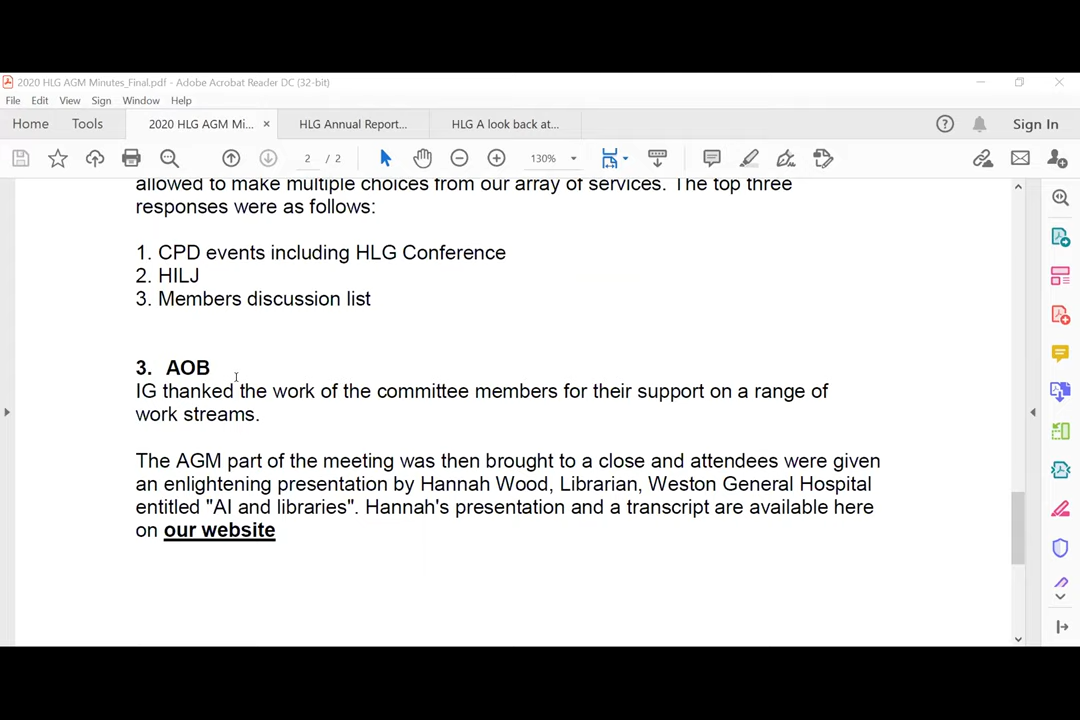 2020 HLG AGM Minutes_Final.pdf - Adobe Acrobat Reader DC (32-bit)
File Edit View Sign Window Help
Home Tools 2020 HLG AGM Mi... × HLG Annual Report... HLG A look back at... Sign In
2 / 2 130%
allowed to make multiple choices from our array of services. The top three
responses were as follows:
1. CPD events including HLG Conference
2. HILJ
3. Members discussion list
3. AOB
IG thanked the work of the committee members for their support on a range of
work streams.
The AGM part of the meeting was then brought to a close and attendees were given
an enlightening presentation by Hannah Wood, Librarian, Weston General Hospital
entitled "AI and libraries". Hannah's presentation and a transcript are available here
on our website